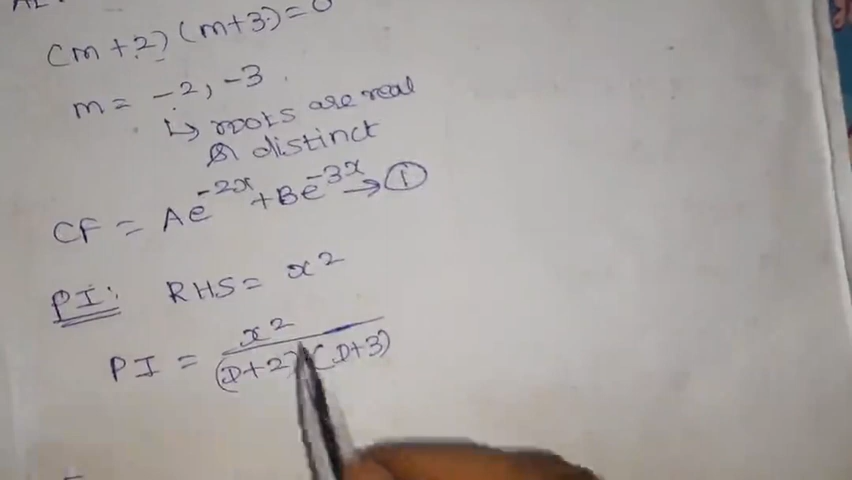 (m+2)(m+3)=0
m = -2, -3.
↳ roots are real
& distinct
CF = Ae^-2x + Be^-3x → ①
PI: RHS = x²
PI = x² / (D+2)(D+3)